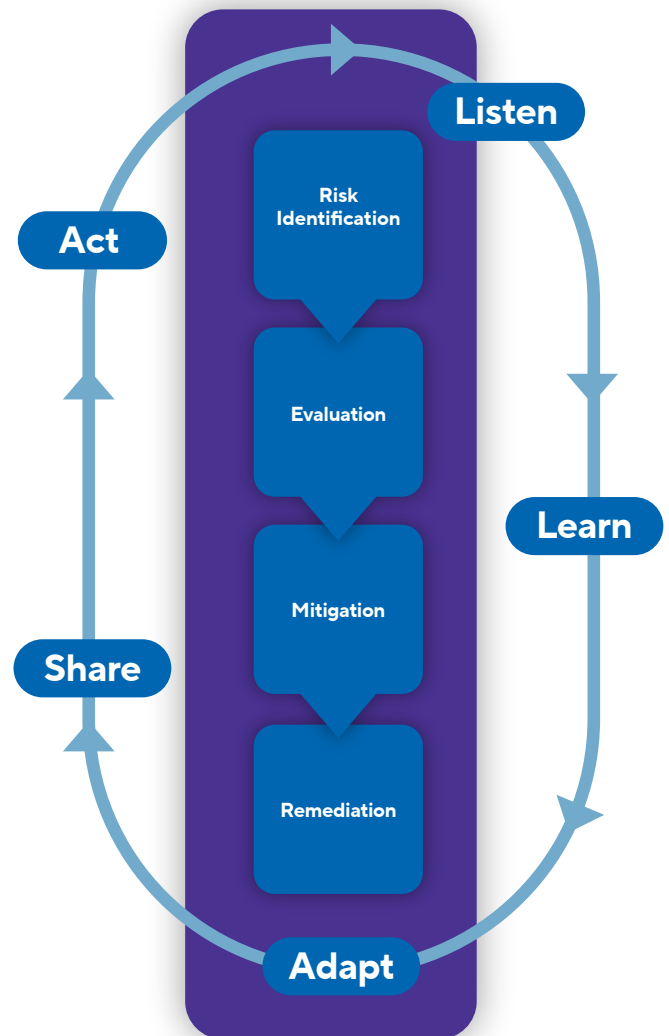 Listen
Risk
Identification
Act
Evaluation
Learn
Mitigation
Share
Remediation
Adapt